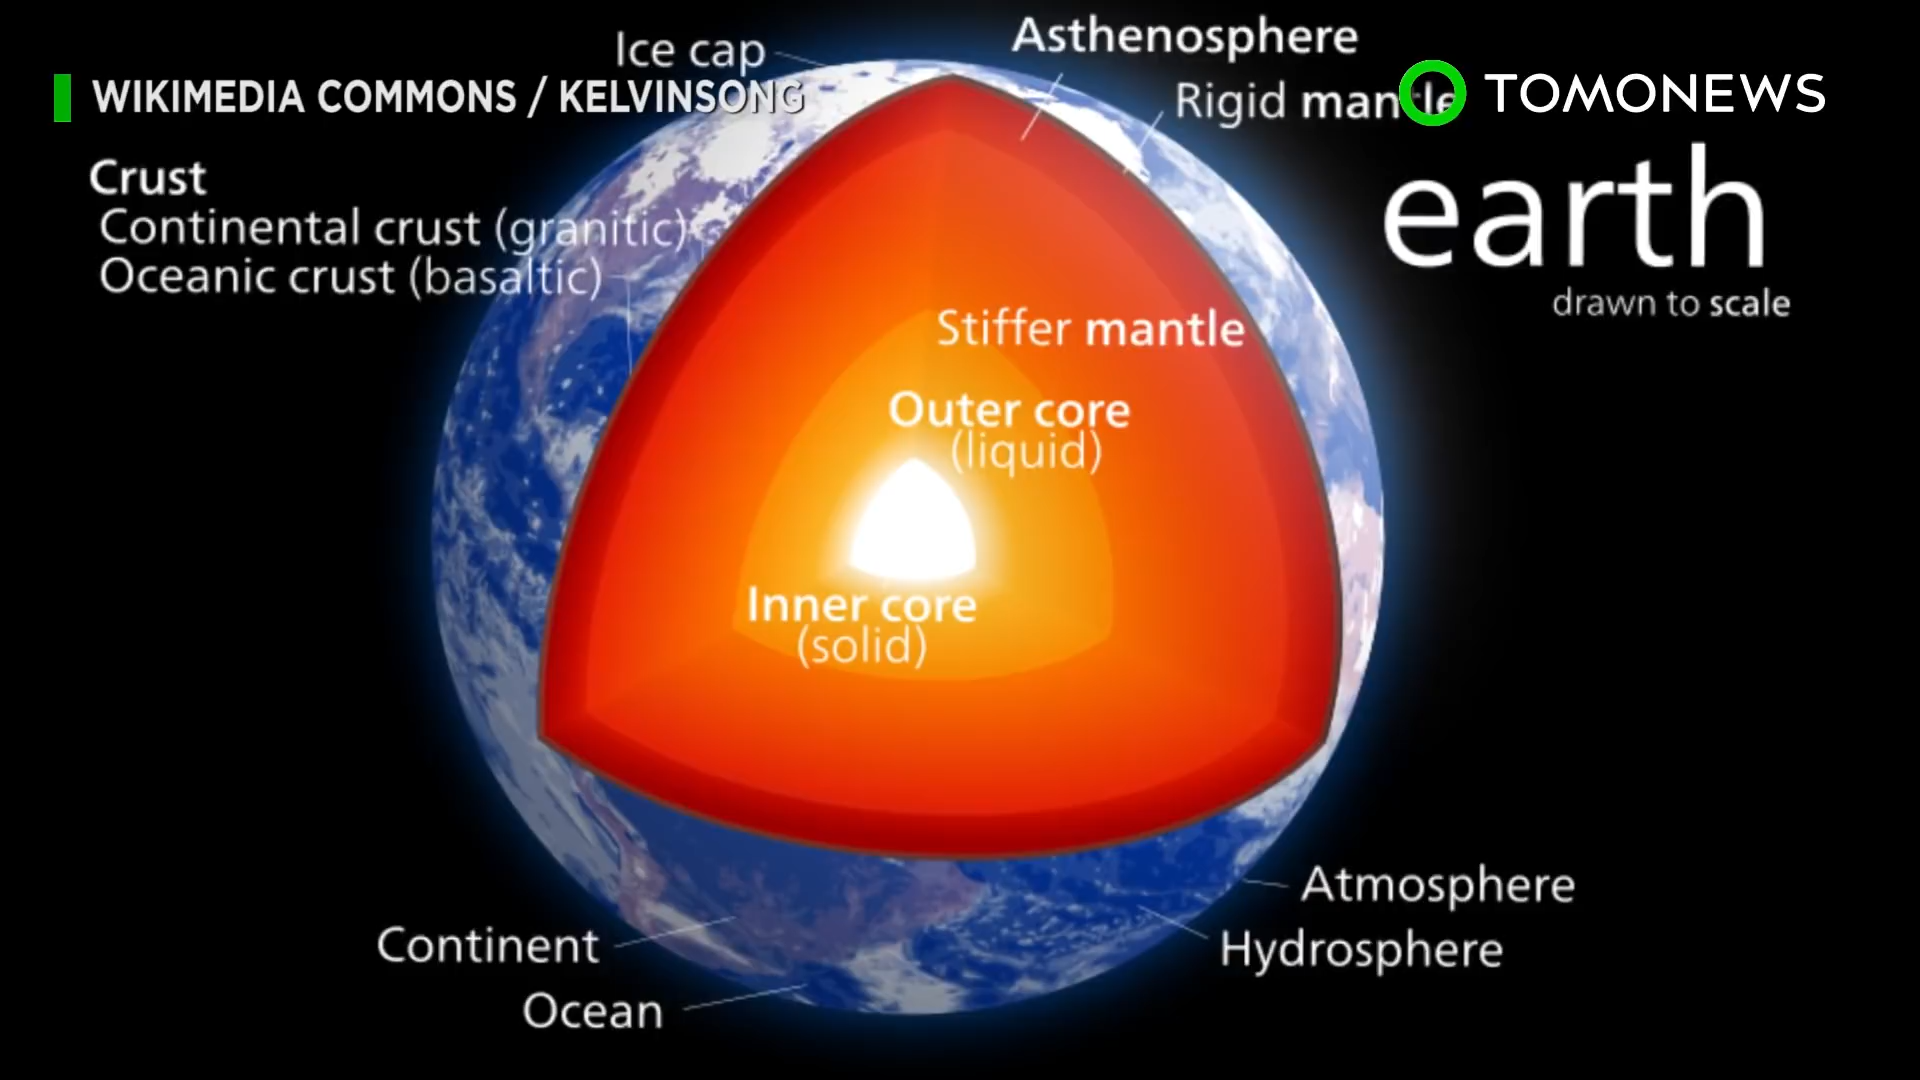 Ice cap
Asthenosphere
WIKIMEDIA COMMONS / KELVINSONG
Rigid mantle
TOMONEWS
Crust
Continental crust (granitic)
Oceanic crust (basaltic)
earth
drawn to scale
Stiffer mantle
Outer core
(liquid)
Inner core
(solid)
Atmosphere
Continent
Hydrosphere
Ocean